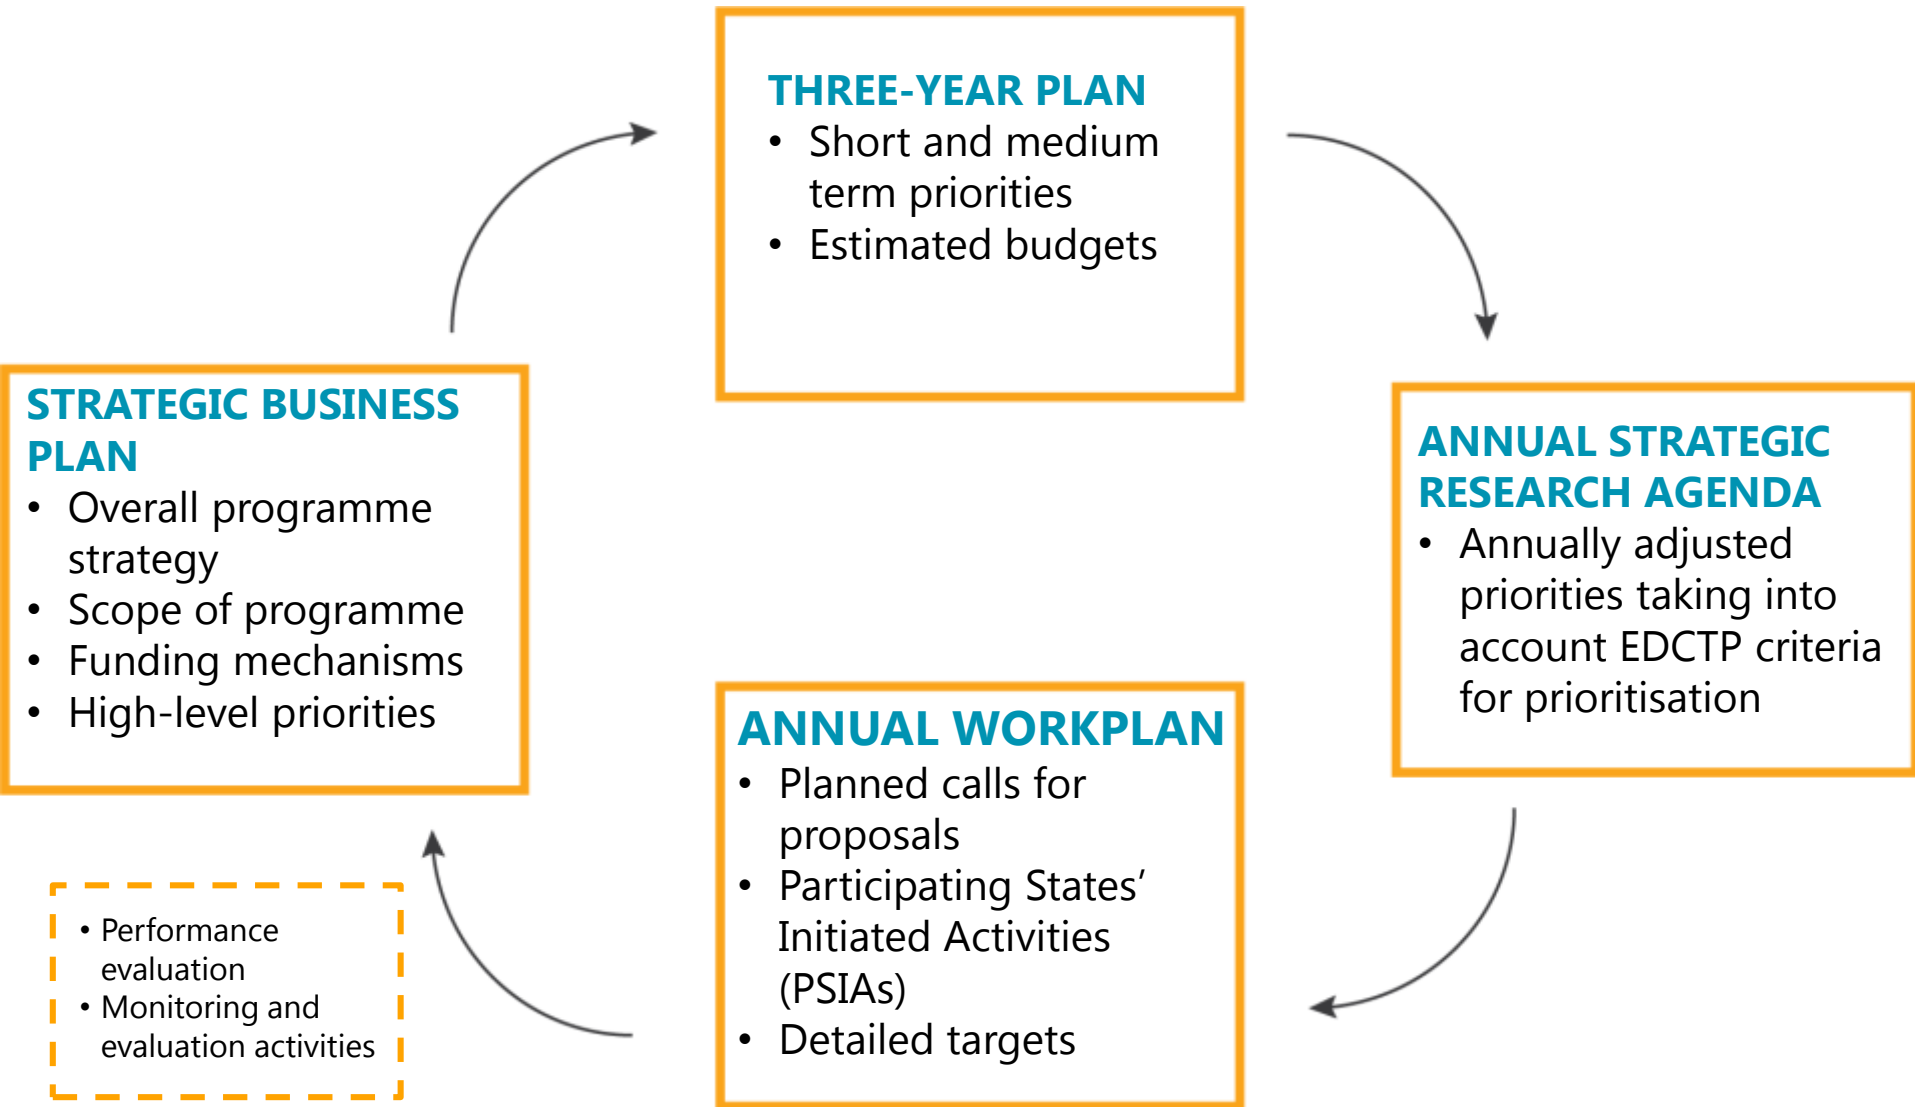 THREE-YEAR PLAN
• Short and medium
term priorities
• Estimated budgets
STRATEGIC BUSINESS
PLAN
• Overall programme
strategy
• Scope of programme
• Funding mechanisms
• High-level priorities
ANNUAL STRATEGIC
RESEARCH AGENDA
• Annually adjusted
priorities taking into
account EDCTP criteria
for prioritisation
ANNUAL WORKPLAN
• Planned calls for
proposals
• Participating States’
Initiated Activities
(PSIAs)
• Detailed targets
• Performance
evaluation
• Monitoring and
evaluation activities